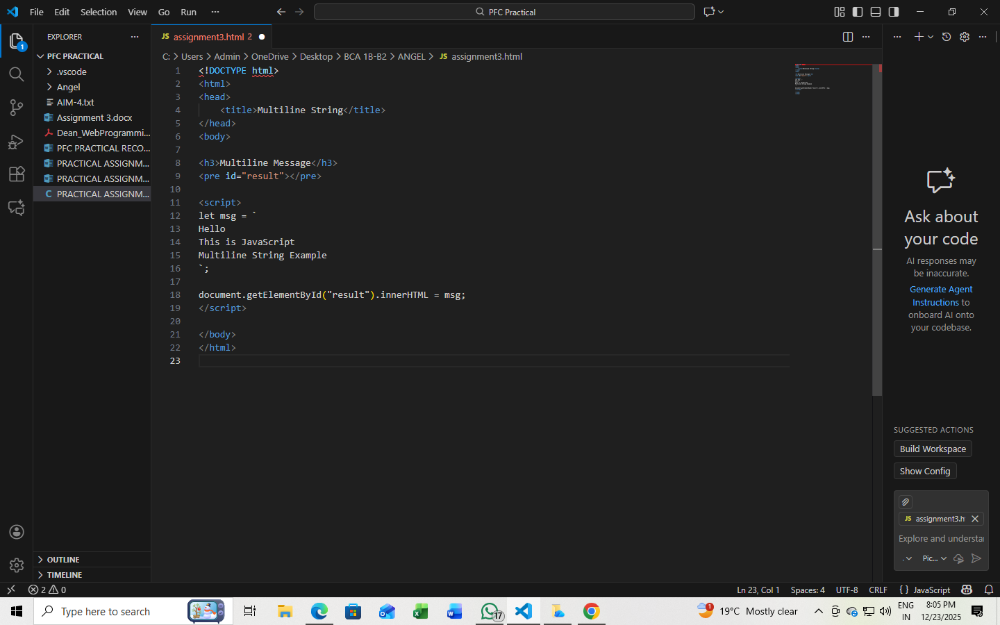 File Edit Selection View Go Run ···
PFC Practical
EXPLORER ···
PFC PRACTICAL
.vscode
Angel
AIM-4.txt
Assignment 3.docx
Dean_WebProgrammi...
PFC PRACTICAL RECO...
PRACTICAL ASSIGNM...
PRACTICAL ASSIGNM...
C PRACTICAL ASSIGNM...
OUTLINE
TIMELINE
1
JS assignment3.html 2
C: > Users > Admin > OneDrive > Desktop > BCA 1B-B2 > ANGEL > JS assignment3.html
1 <!DOCTYPE html>
2 <html>
3 <head>
4 <title>Multiline String</title>
5 </head>
6 <body>
7
8 <h3>Multiline Message</h3>
9 <pre id="result"></pre>
10
11 <script>
12 let msg = `
13 Hello
14 This is JavaScript
15 Multiline String Example
16 `;
17
18 document.getElementById("result").innerHTML = msg;
19 </script>
20
21 </body>
22 </html>
23
Ask about
your code
AI responses may
be inaccurate.
Generate Agent
Instructions to
onboard AI onto
your codebase.
SUGGESTED ACTIONS
Build Workspace
Show Config
JS assignment3.h
Explore and understan
. Pic...
2 0
Ln 23, Col 1 Spaces: 4 UTF-8 CRLF { } JavaScript
Type here to search
17
1 19°C Mostly clear
ENG
IN
8:05 PM
12/23/2025